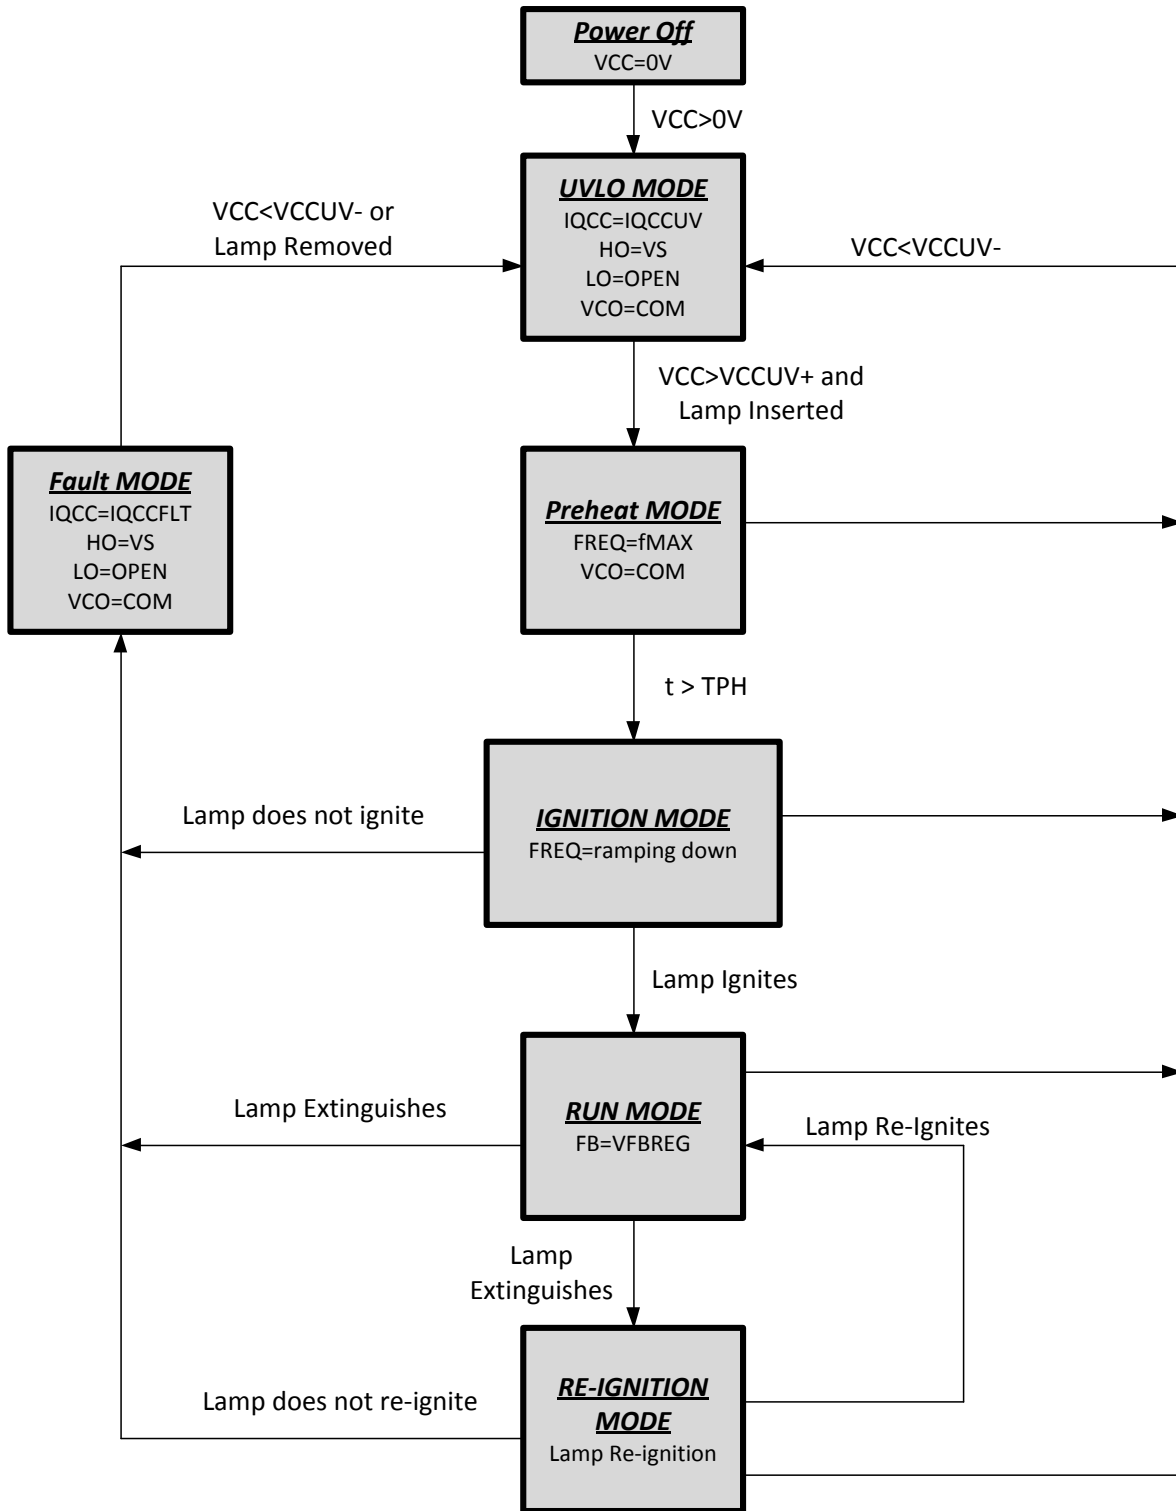 Power Off
VCC=0V
VCC>0V
UVLO MODE
IQCC=IQCCUV
HO=VS
LO=OPEN
VCO=COM
VCC<VCCUV- or
Lamp Removed
VCC<VCCUV-
VCC>VCCUV+ and
Lamp Inserted
Fault MODE
IQCC=IQCCFLT
HO=VS
LO=OPEN
VCO=COM
Preheat MODE
FREQ=fMAX
VCO=COM
t > TPH
Lamp does not ignite
IGNITION MODE
FREQ=ramping down
Lamp Ignites
Lamp Extinguishes
RUN MODE
FB=VFBREG
Lamp Re-Ignites
Lamp
Extinguishes
Lamp does not re-ignite
RE-IGNITION
MODE
Lamp Re-ignition